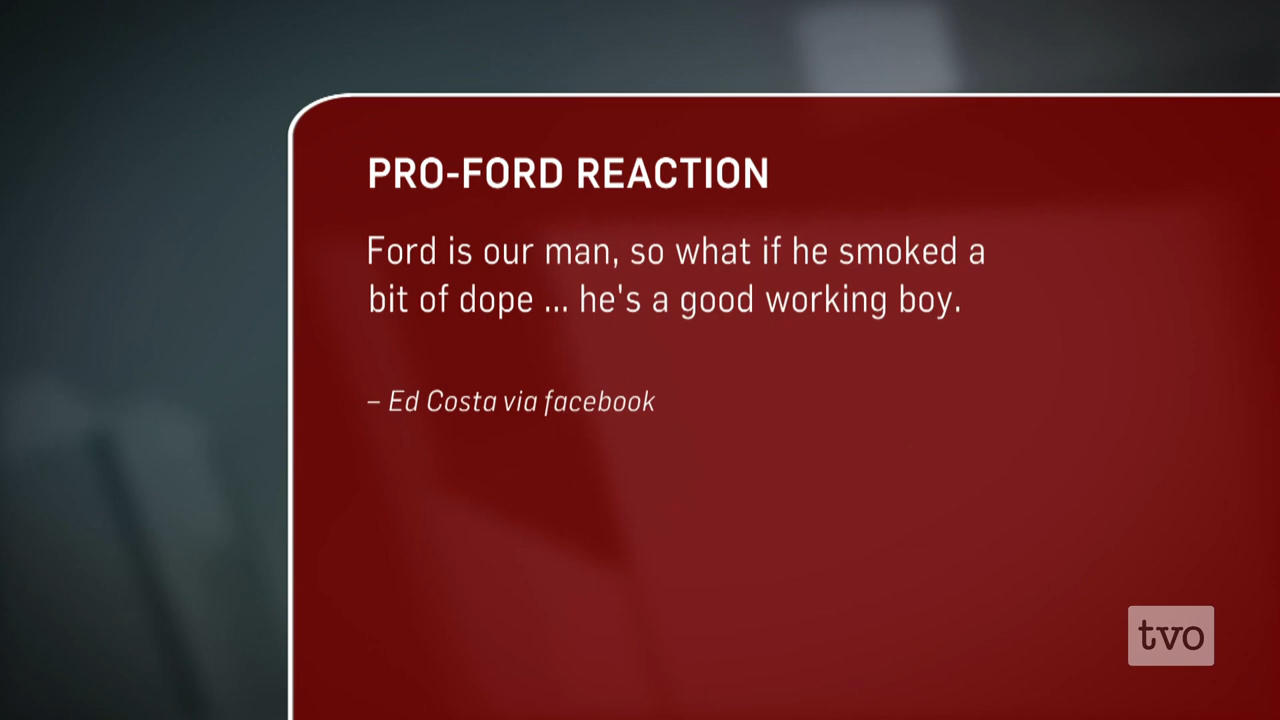 PRO-FORD REACTION
Ford is our man, so what if he smoked a
bit of dope ... he's a good working boy.
– Ed Costa via facebook
tvo